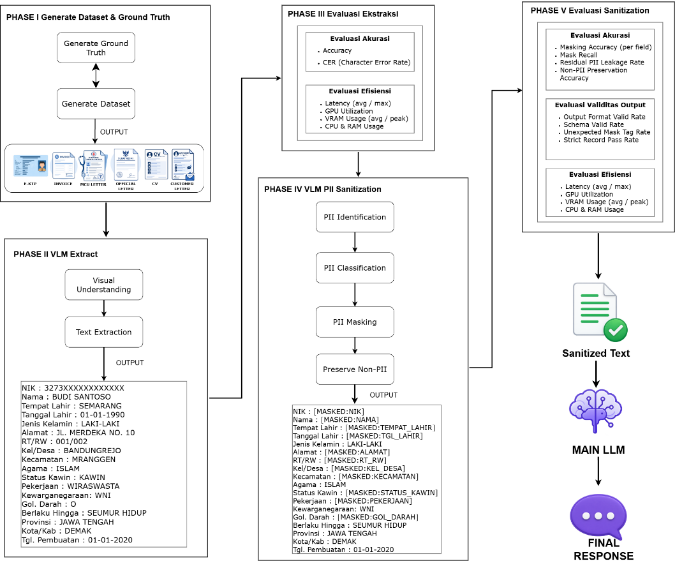 PHASE I Generate Dataset & Ground Truth
Generate Ground
Truth
Generate Dataset
OUTPUT
E-KTP
INVOICE
MCU LETTER
OFFICIAL
LETTER
CV
CUSTOMER
LETTER
PHASE II VLM Extract
Visual
Understanding
Text Extraction
OUTPUT
NIK : 3273XXXXXXXXXXXX
Nama : BUDI SANTOSO
Tempat Lahir : SEMARANG
Tanggal Lahir : 01-01-1990
Jenis Kelamin : LAKI-LAKI
Alamat : JL. MERDEKA NO. 10
RT/RW : 001/002
Kel/Desa : BANDUNGREJO
Kecamatan : MRANGGEN
Agama : ISLAM
Status Kawin : KAWIN
Pekerjaan : WIRASWASTA
Kewarganegaraan: WNI
Gol. Darah : O
Berlaku Hingga : SEUMUR HIDUP
Provinsi : JAWA TENGAH
Kota/Kab : DEMAK
Tgl. Pembuatan : 01-01-2020
PHASE III Evaluasi Ekstraksi
Evaluasi Akurasi
• Accuracy
• CER (Character Error Rate)
Evaluasi Efisiensi
• Latency (avg / max)
• GPU Utilization
• VRAM Usage (avg / peak)
• CPU & RAM Usage
PHASE IV VLM PII Sanitization
PII Identification
PII Classification
PII Masking
Preserve Non-PII
OUTPUT
NIK : [MASKED:NIK]
Nama : [MASKED:NAMA]
Tempat Lahir : [MASKED:TEMPAT_LAHIR]
Tanggal Lahir : [MASKED:TGL_LAHIR]
Jenis Kelamin : LAKI-LAKI
Alamat : [MASKED:ALAMAT]
RT/RW : [MASKED:RT_RW]
Kel/Desa : [MASKED:KEL_DESA]
Kecamatan : [MASKED:KECAMATAN]
Agama : ISLAM
Status Kawin : [MASKED:STATUS_KAWIN]
Pekerjaan : [MASKED:PEKERJAAN]
Kewarganegaraan: WNI
Gol. Darah : [MASKED:GOL_DARAH]
Berlaku Hingga : SEUMUR HIDUP
Provinsi : JAWA TENGAH
Kota/Kab : DEMAK
Tgl. Pembuatan : 01-01-2020
PHASE V Evaluasi Sanitization
Evaluasi Akurasi
• Masking Accuracy (per field)
• Mask Recall
• Residual PII Leakage Rate
• Non-PII Preservation
Accuracy
Evaluasi Validitas Output
• Output Format Valid Rate
• Schema Valid Rate
• Unexpected Mask Tag Rate
• Strict Record Pass Rate
Evaluasi Efisiensi
• Latency (avg / max)
• GPU Utilization
• VRAM Usage (avg / peak)
• CPU & RAM Usage
Sanitized Text
MAIN LLM
FINAL
RESPONSE